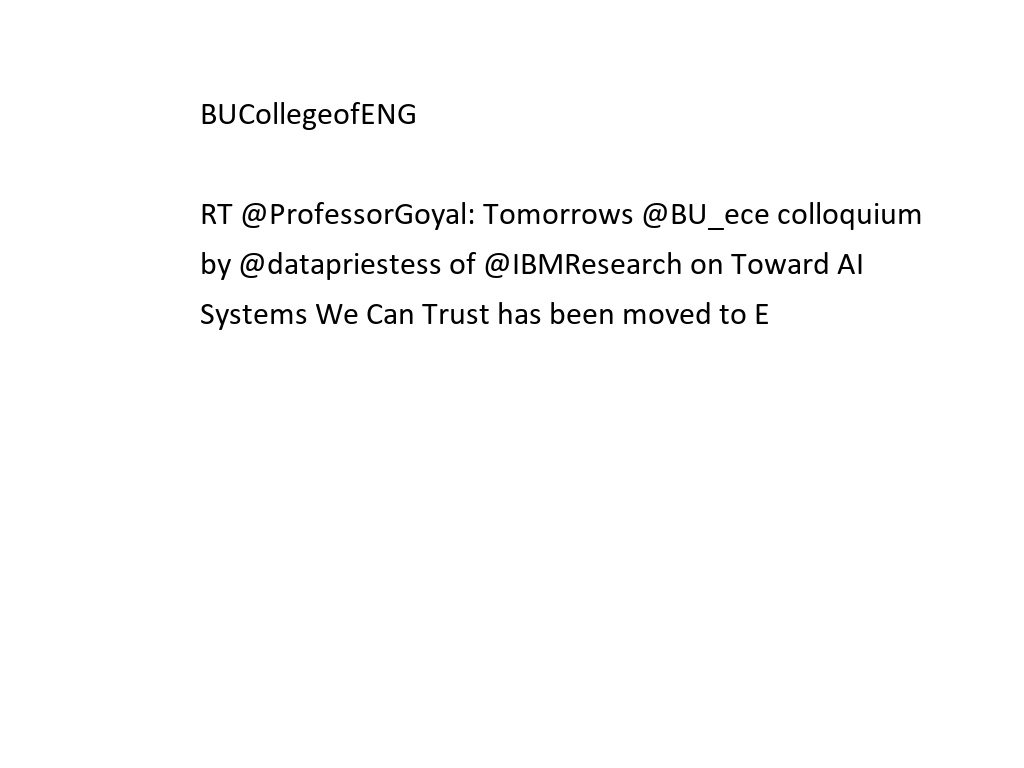 BUCollegeofENG
RT @ProfessorGoyal: Tomorrows @BU_ece colloquium
by @datapriestess of @IBMResearch on Toward AI
Systems We Can Trust has been moved to E